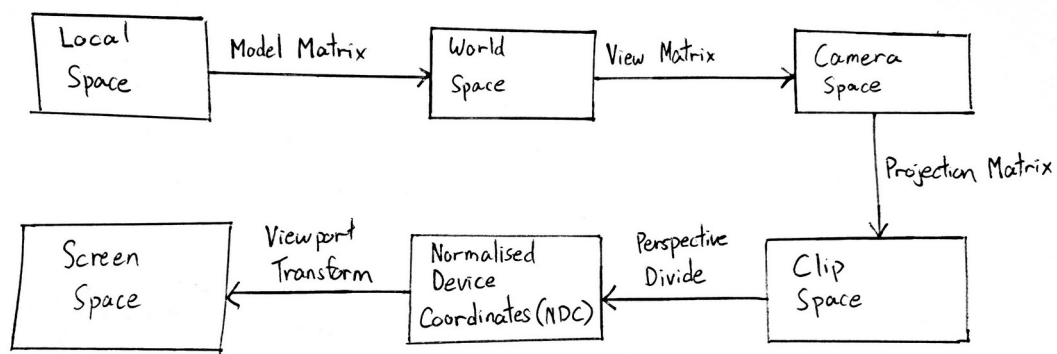 Local
Space
Model Matrix
World
Space
View Matrix
Camera
Space
Projection Matrix
Screen
Space
Viewport
Transform
Normalised
Device
Coordinates (NDC)
Perspective
Divide
Clip
Space